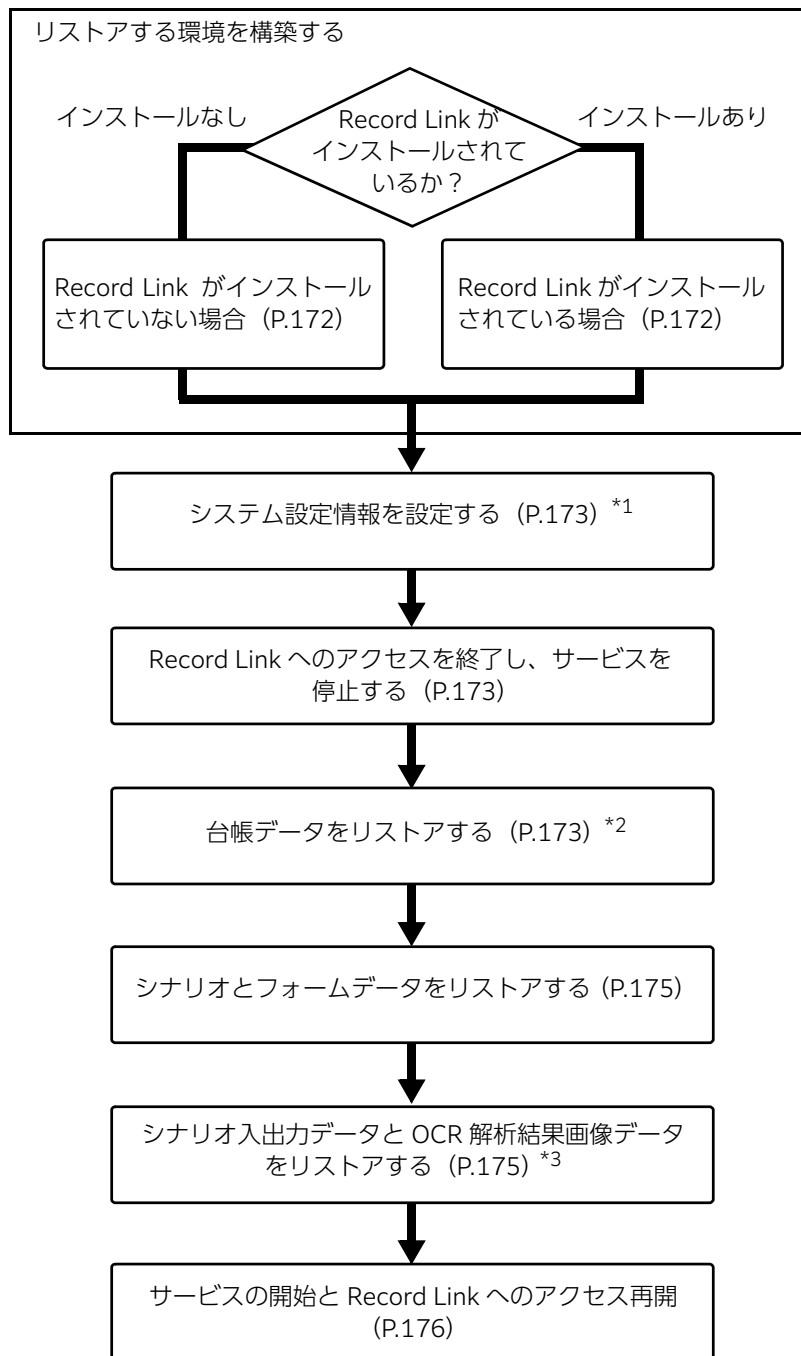 リストアする環境を構築する
インストールなし
Record Link が
インストールされて
いるか？
インストールあり
Record Link がインストール
されていない場合（P.172）
Record Link がインストール
されている場合（P.172）
システム設定情報を設定する（P.173）*1
Record Link へのアクセスを終了し、サービスを
停止する（P.173）
台帳データをリストアする（P.173）*2
シナリオとフォームデータをリストアする（P.175）
シナリオ入出力データと OCR 解析結果画像データ
をリストアする（P.175）*3
サービスの開始と Record Link へのアクセス再開
（P.176）